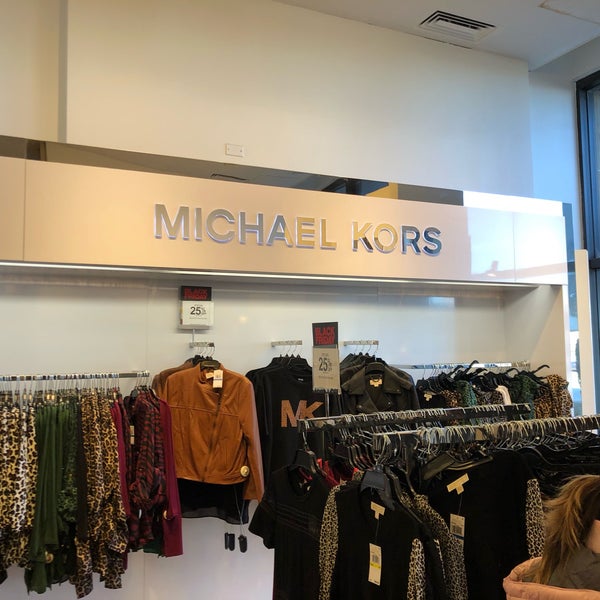 MICHAEL KORS
BLACK
FRIDAY
25%
BLACK
FRIDAY
25%
MK